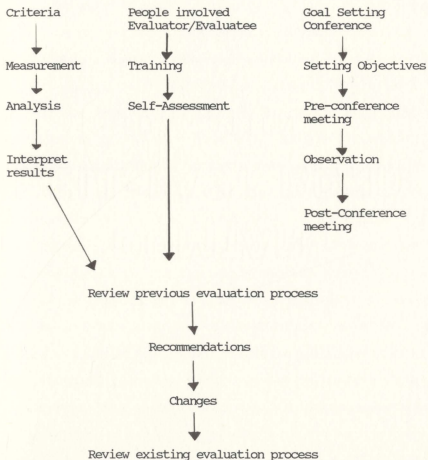 Criteria
People involved
Evaluator/Evaluatee
Goal Setting
Conference
Measurement
Training
Setting Objectives
Analysis
Self-Assessment
Pre-conference
meeting
Interpret
results
Observation
Post-Conference
meeting
Review previous evaluation process
Recommendations
Changes
Review existing evaluation process